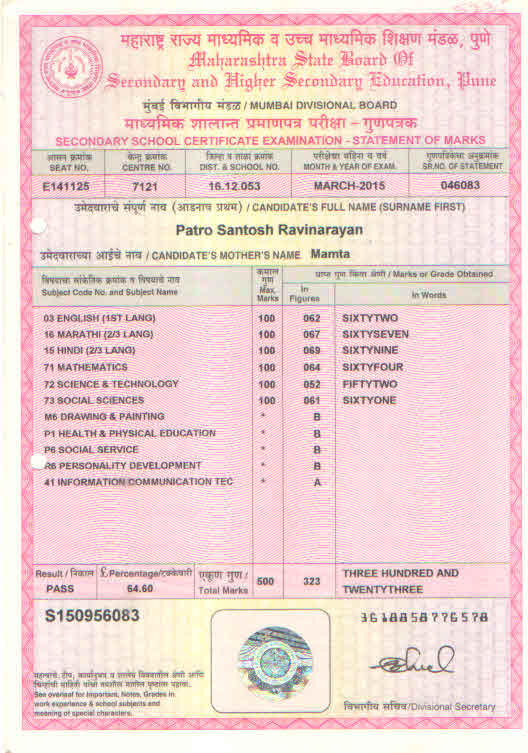 महाराष्ट्र राज्य माध्यमिक व उच्च माध्यमिक शिक्षण मंडळ, पुणे
Maharashtra State Board Of
Secondary and Higher Secondary Education, Pune
मुंबई विभागीय मंडळ / MUMBAI DIVISIONAL BOARD
माध्यमिक शालान्त प्रमाणपत्र परीक्षा – गुणपत्रक
SECONDARY SCHOOL CERTIFICATE EXAMINATION - STATEMENT OF MARKS
आसन क्रमांक केन्द्र क्रमांक जिल्हा व शाळा क्रमांक परीक्षेचा महिना व वर्ष गुणपत्रिकेचा अनुक्रमांक
SEAT NO. CENTRE NO. DIST. & SCHOOL NO. MONTH & YEAR OF EXAM. SR.NO. OF STATEMENT
E141125 7121 16.12.053 MARCH-2015 046083
उमेदवाराचे संपूर्ण नाव (आडनाव प्रथम) / CANDIDATE'S FULL NAME (SURNAME FIRST)
Patro Santosh Ravinarayan
उमेदवाराच्या आईचे नाव / CANDIDATE'S MOTHER'S NAME Mamta
विषयाचा सांकेतिक क्रमांक व विषयाचे नाव
Subject Code No. and Subject Name
कमाल
गुण
Max.
Marks
प्राप्त गुण किंवा श्रेणी / Marks or Grade Obtained
In
Figures
In Words
03 ENGLISH (1ST LANG) 100 062 SIXTYTWO
16 MARATHI (2/3 LANG) 100 067 SIXTYSEVEN
15 HINDI (2/3 LANG) 100 069 SIXTYNINE
71 MATHEMATICS 100 064 SIXTYFOUR
72 SCIENCE & TECHNOLOGY 100 052 FIFTYTWO
73 SOCIAL SCIENCES 100 061 SIXTYONE
M6 DRAWING & PAINTING * B
P1 HEALTH & PHYSICAL EDUCATION * B
P6 SOCIAL SERVICE * B
R6 PERSONALITY DEVELOPMENT * B
41 INFORMATION COMMUNICATION TEC * A
Result / निकाल £ Percentage/टक्केवारी एकूण गुण / 500 323 THREE HUNDRED AND
PASS 64.60 Total Marks TWENTYTHREE
S150956083
3618858776578
See overleaf for Important, Notes, Grades in
work experience & school subjects and
meaning of special characters.
विभागीय सचिव/Divisional Secretary